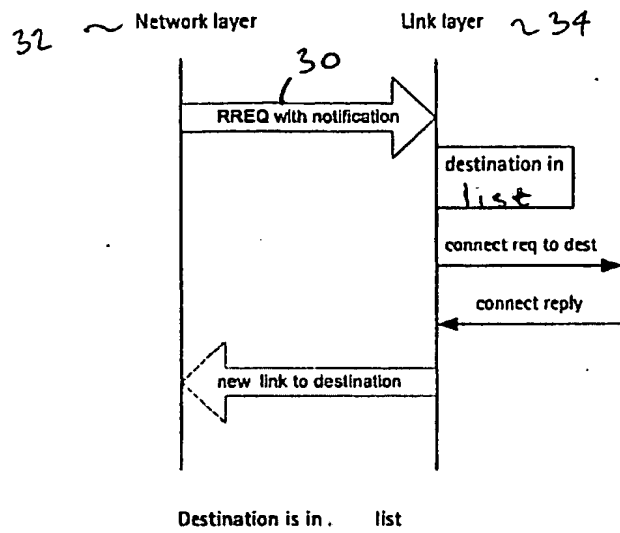 32 ~ Network layer
Link layer ~ 34
30
RREQ with notification
destination in
list
connect req to dest
connect reply
new link to destination
Destination is in . list